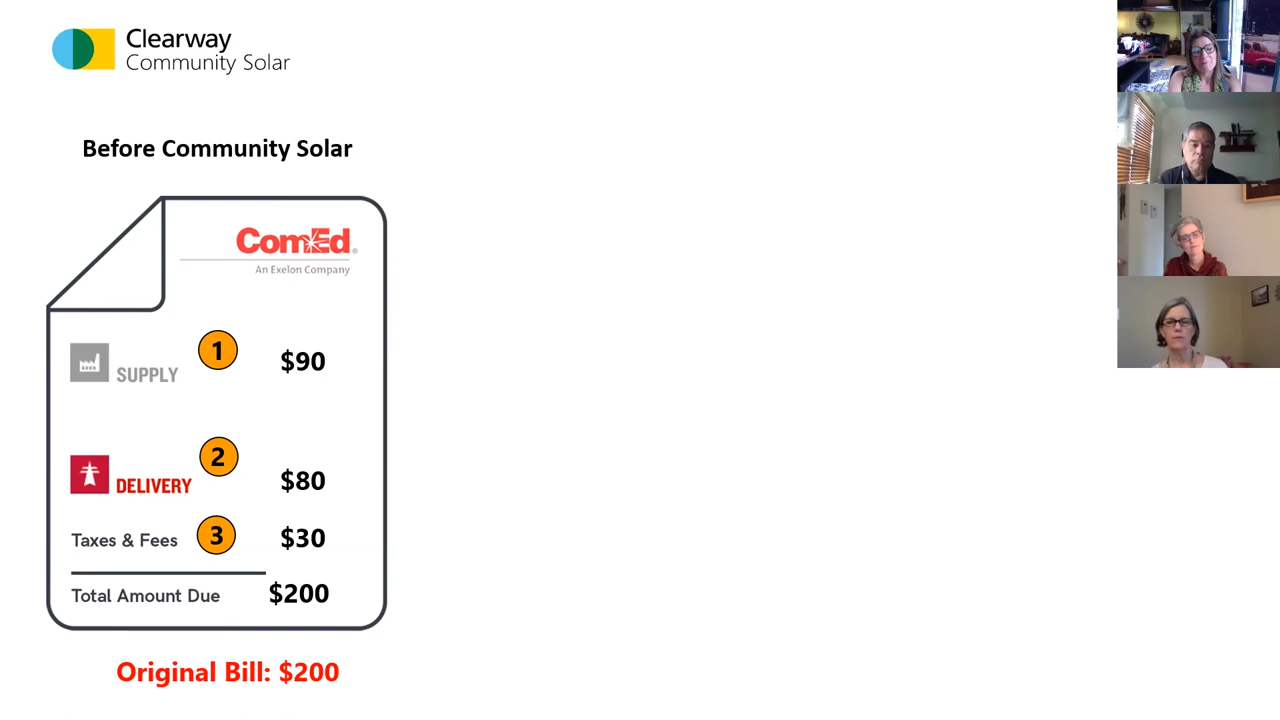 Clearway
Community Solar
Before Community Solar
ComEd®
An Exelon Company
SUPPLY 1 $90
DELIVERY 2 $80
Taxes & Fees 3 $30
Total Amount Due $200
Original Bill: $200